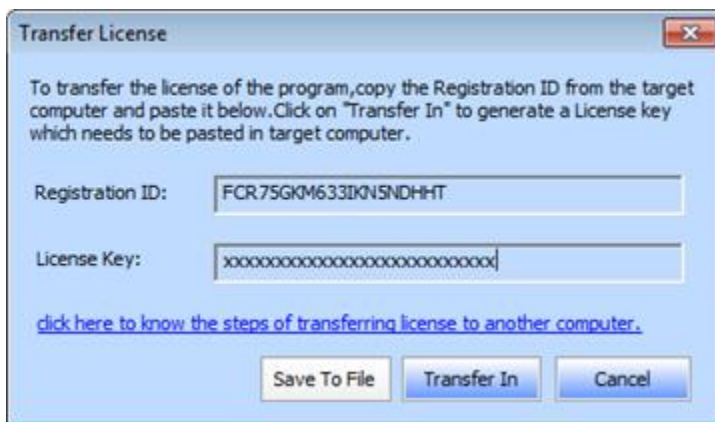 Transfer License
To transfer the license of the program,copy the Registration ID from the target
computer and paste it below.Click on "Transfer In" to generate a License key
which needs to be pasted in target computer.
Registration ID: FCR75GKM633IKN5NDHHT
License Key: xxxxxxxxxxxxxxxxxxxxxxxxxxx
click here to know the steps of transferring license to another computer.
Save To File Transfer In Cancel